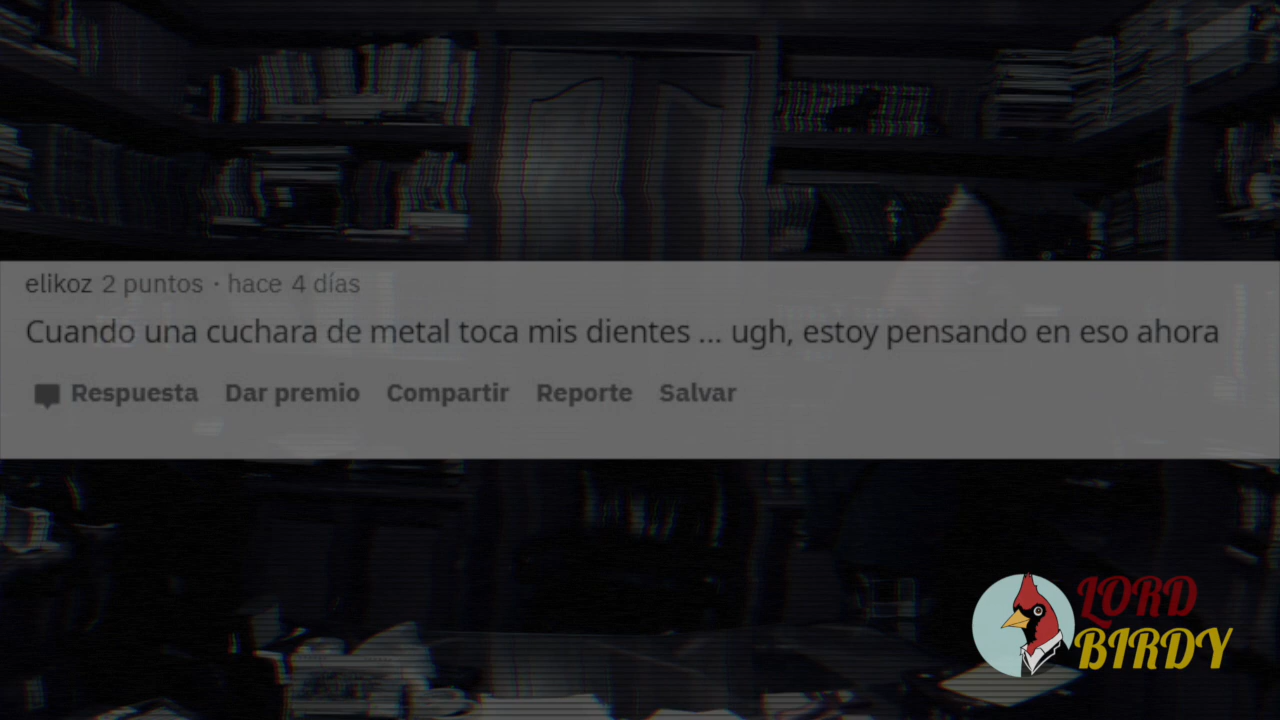 elikoz 2 puntos · hace 4 días
Cuando una cuchara de metal toca mis dientes ... ugh, estoy pensando en eso ahora
Respuesta Dar premio Compartir Reporte Salvar
LORD
BIRDY